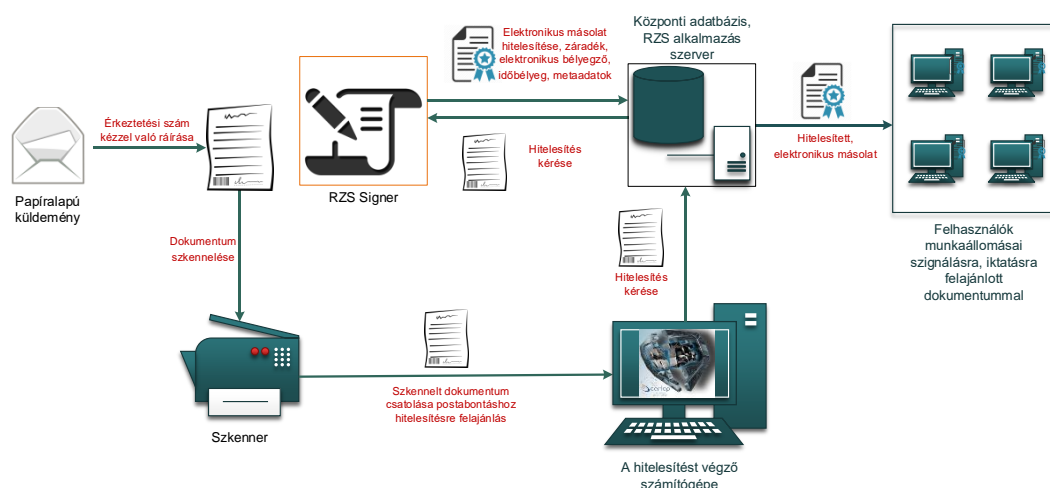 Elektronikus másolat
hitelesítése, záradék,
elektronikus bélyegző,
időbélyeg, metaadatok
Központi adatbázis,
RZS alkalmazás
szerver
Érkeztetési szám
kézzel való ráírása
Hitelesítés
kérése
Hitelesített,
elektronikus másolat
Papíralapú
küldemény
RZS Signer
Felhasználók
munkaállomásai
szignálásra, iktatásra
felajánlott
dokumentummal
Dokumentum
szkennelése
Hitelesítés
kérése
Szkennelt dokumentum
csatolása postabontáshoz
hitelesítésre felajánlás
Szkenner
A hitelesítést végző
számítógépe